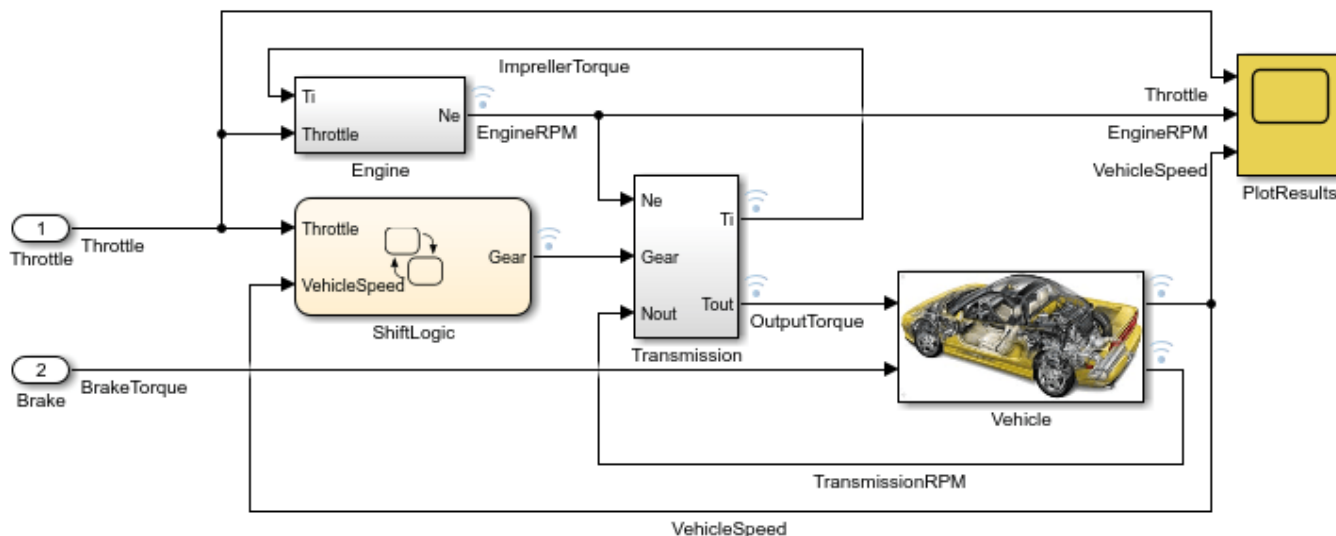 ImprellerTorque
Ti
Throttle
Ne
EngineRPM
Engine
Throttle
EngineRPM
VehicleSpeed
PlotResults
1
Throttle
Throttle
Throttle
VehicleSpeed
Gear
ShiftLogic
Ne
Gear
Nout
Ti
Tout
Transmission
OutputTorque
2
Brake
BrakeTorque
Vehicle
TransmissionRPM
VehicleSpeed